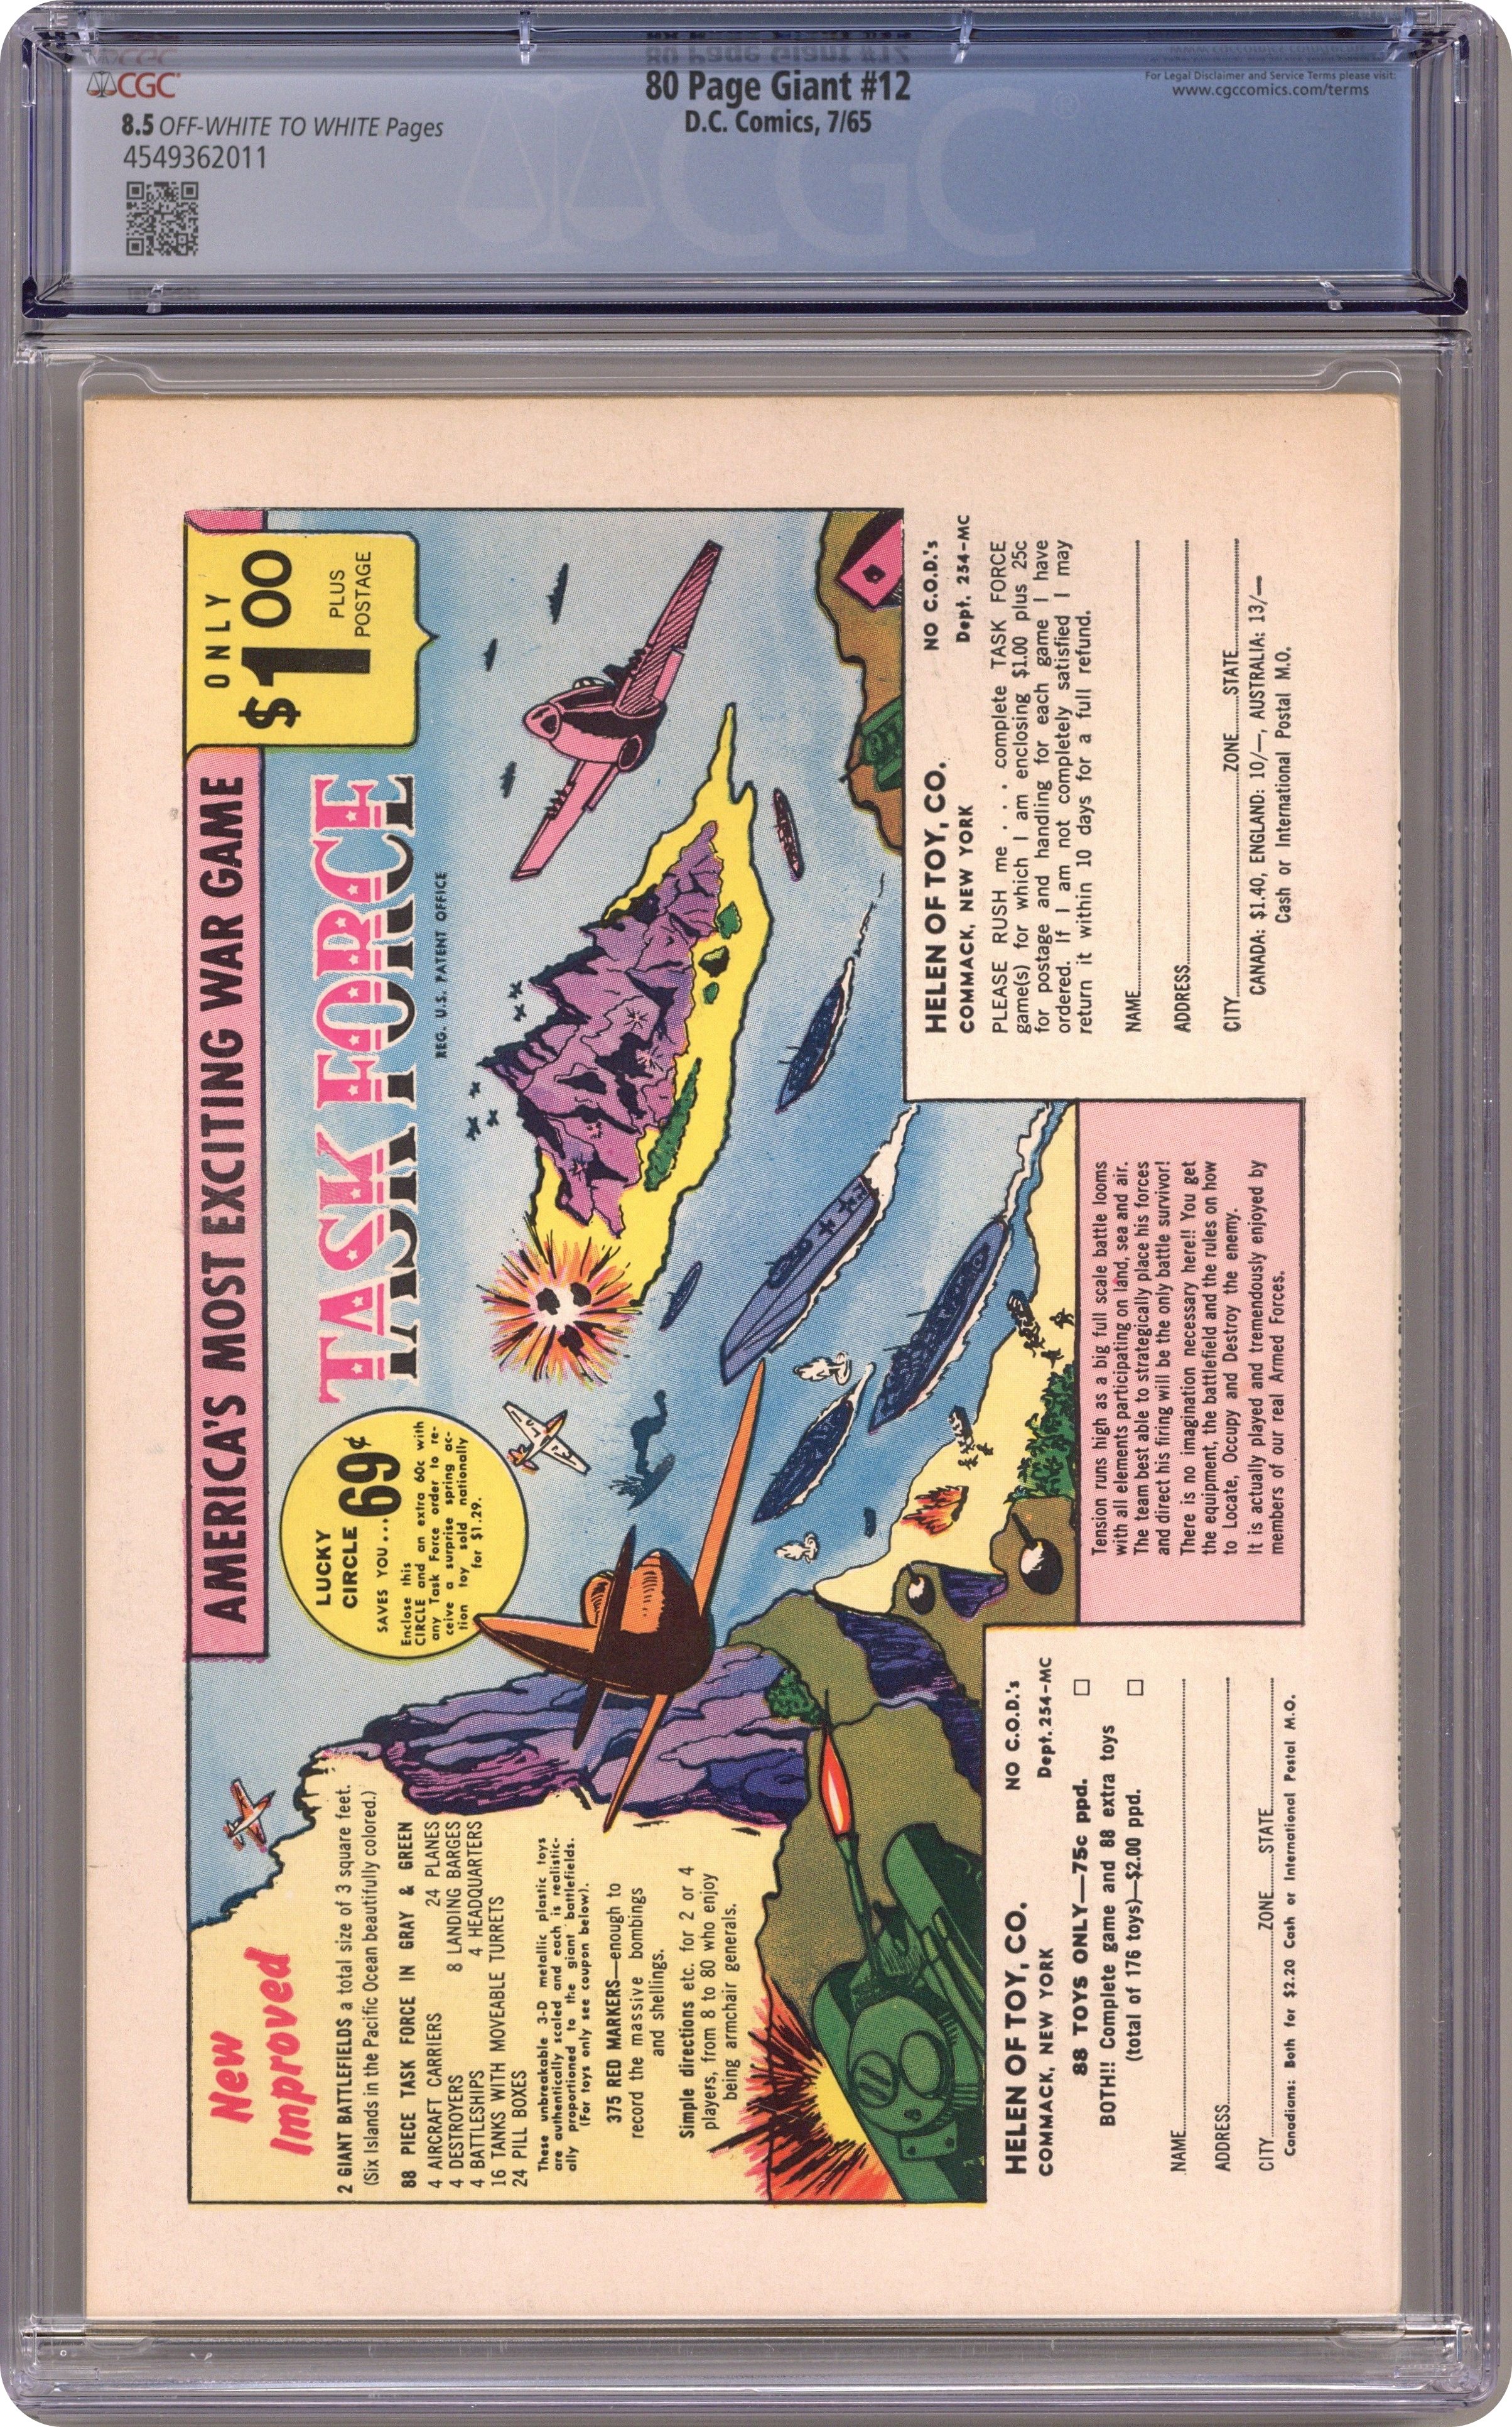 CGC
80 Page Giant #12
D.C. Comics, 7/65
For Legal Disclaimer and Service Terms please visit:
www.cgccomics.com/terms
8.5 OFF-WHITE TO WHITE Pages
4549362011
CGC
AMERICA'S MOST EXCITING WAR GAME
ONLY
$1.00
PLUS
POSTAGE
New
Improved
TASK FORCE
REG. U.S. PATENT OFFICE
LUCKY
CIRCLE
SAVES YOU...69¢
Enclose this
CIRCLE and an extra 60c with
any Task Force order to re-
ceive a surprise spring ac-
tion toy sold nationally
for $1.29.
2 GIANT BATTLEFIELDS a total size of 3 square feet.
(Six Islands in the Pacific Ocean beautifully colored.)
88 PIECE TASK FORCE IN GRAY & GREEN
4 AIRCRAFT CARRIERS 24 PLANES
4 DESTROYERS 8 LANDING BARGES
4 BATTLESHIPS 4 HEADQUARTERS
16 TANKS WITH MOVEABLE TURRETS
24 PILL BOXES
These unbreakable 3-D metallic plastic toys
are authentically scaled and each is realistic-
ally proportioned to the giant battlefields.
(For toys only see coupon below).
375 RED MARKERS—enough to
record the massive bombings
and shellings.
Simple directions etc. for 2 or 4
players, from 8 to 80 who enjoy
being armchair generals.
HELEN OF TOY, CO. NO C.O.D.'s
COMMACK, NEW YORK Dept. 254-MC
88 TOYS ONLY—75c ppd.
BOTH!! Complete game and 88 extra toys
(total of 176 toys)—$2.00 ppd.
NAME
ADDRESS
CITY ZONE STATE
Canadians: Both for $2.20 Cash or International Postal M.O.
Tension runs high as a big full scale battle looms
with all elements participating on land, sea and air.
The team best able to strategically place his forces
and direct his firing will be the only battle survivor!
There is no imagination necessary here!! You get
the equipment, the battlefield and the rules on how
to Locate, Occupy and Destroy the enemy.
It is actually played and tremendously enjoyed by
members of our real Armed Forces.
HELEN OF TOY, CO. NO C.O.D.'s
COMMACK, NEW YORK Dept. 254-MC
PLEASE RUSH me . . . complete TASK FORCE
game(s) for which I am enclosing $1.00 plus 25c
for postage and handling for each game I have
ordered. If I am not completely satisfied I may
return it within 10 days for a full refund.
NAME
ADDRESS
CITY ZONE STATE
CANADA: $1.40, ENGLAND: 10/—, AUSTRALIA: 13/—
Cash or International Postal M.O.